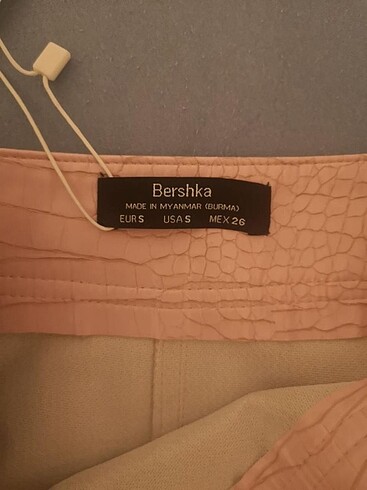 Bershka
MADE IN MYANMAR (BURMA)
EUR S USA S MEX 26